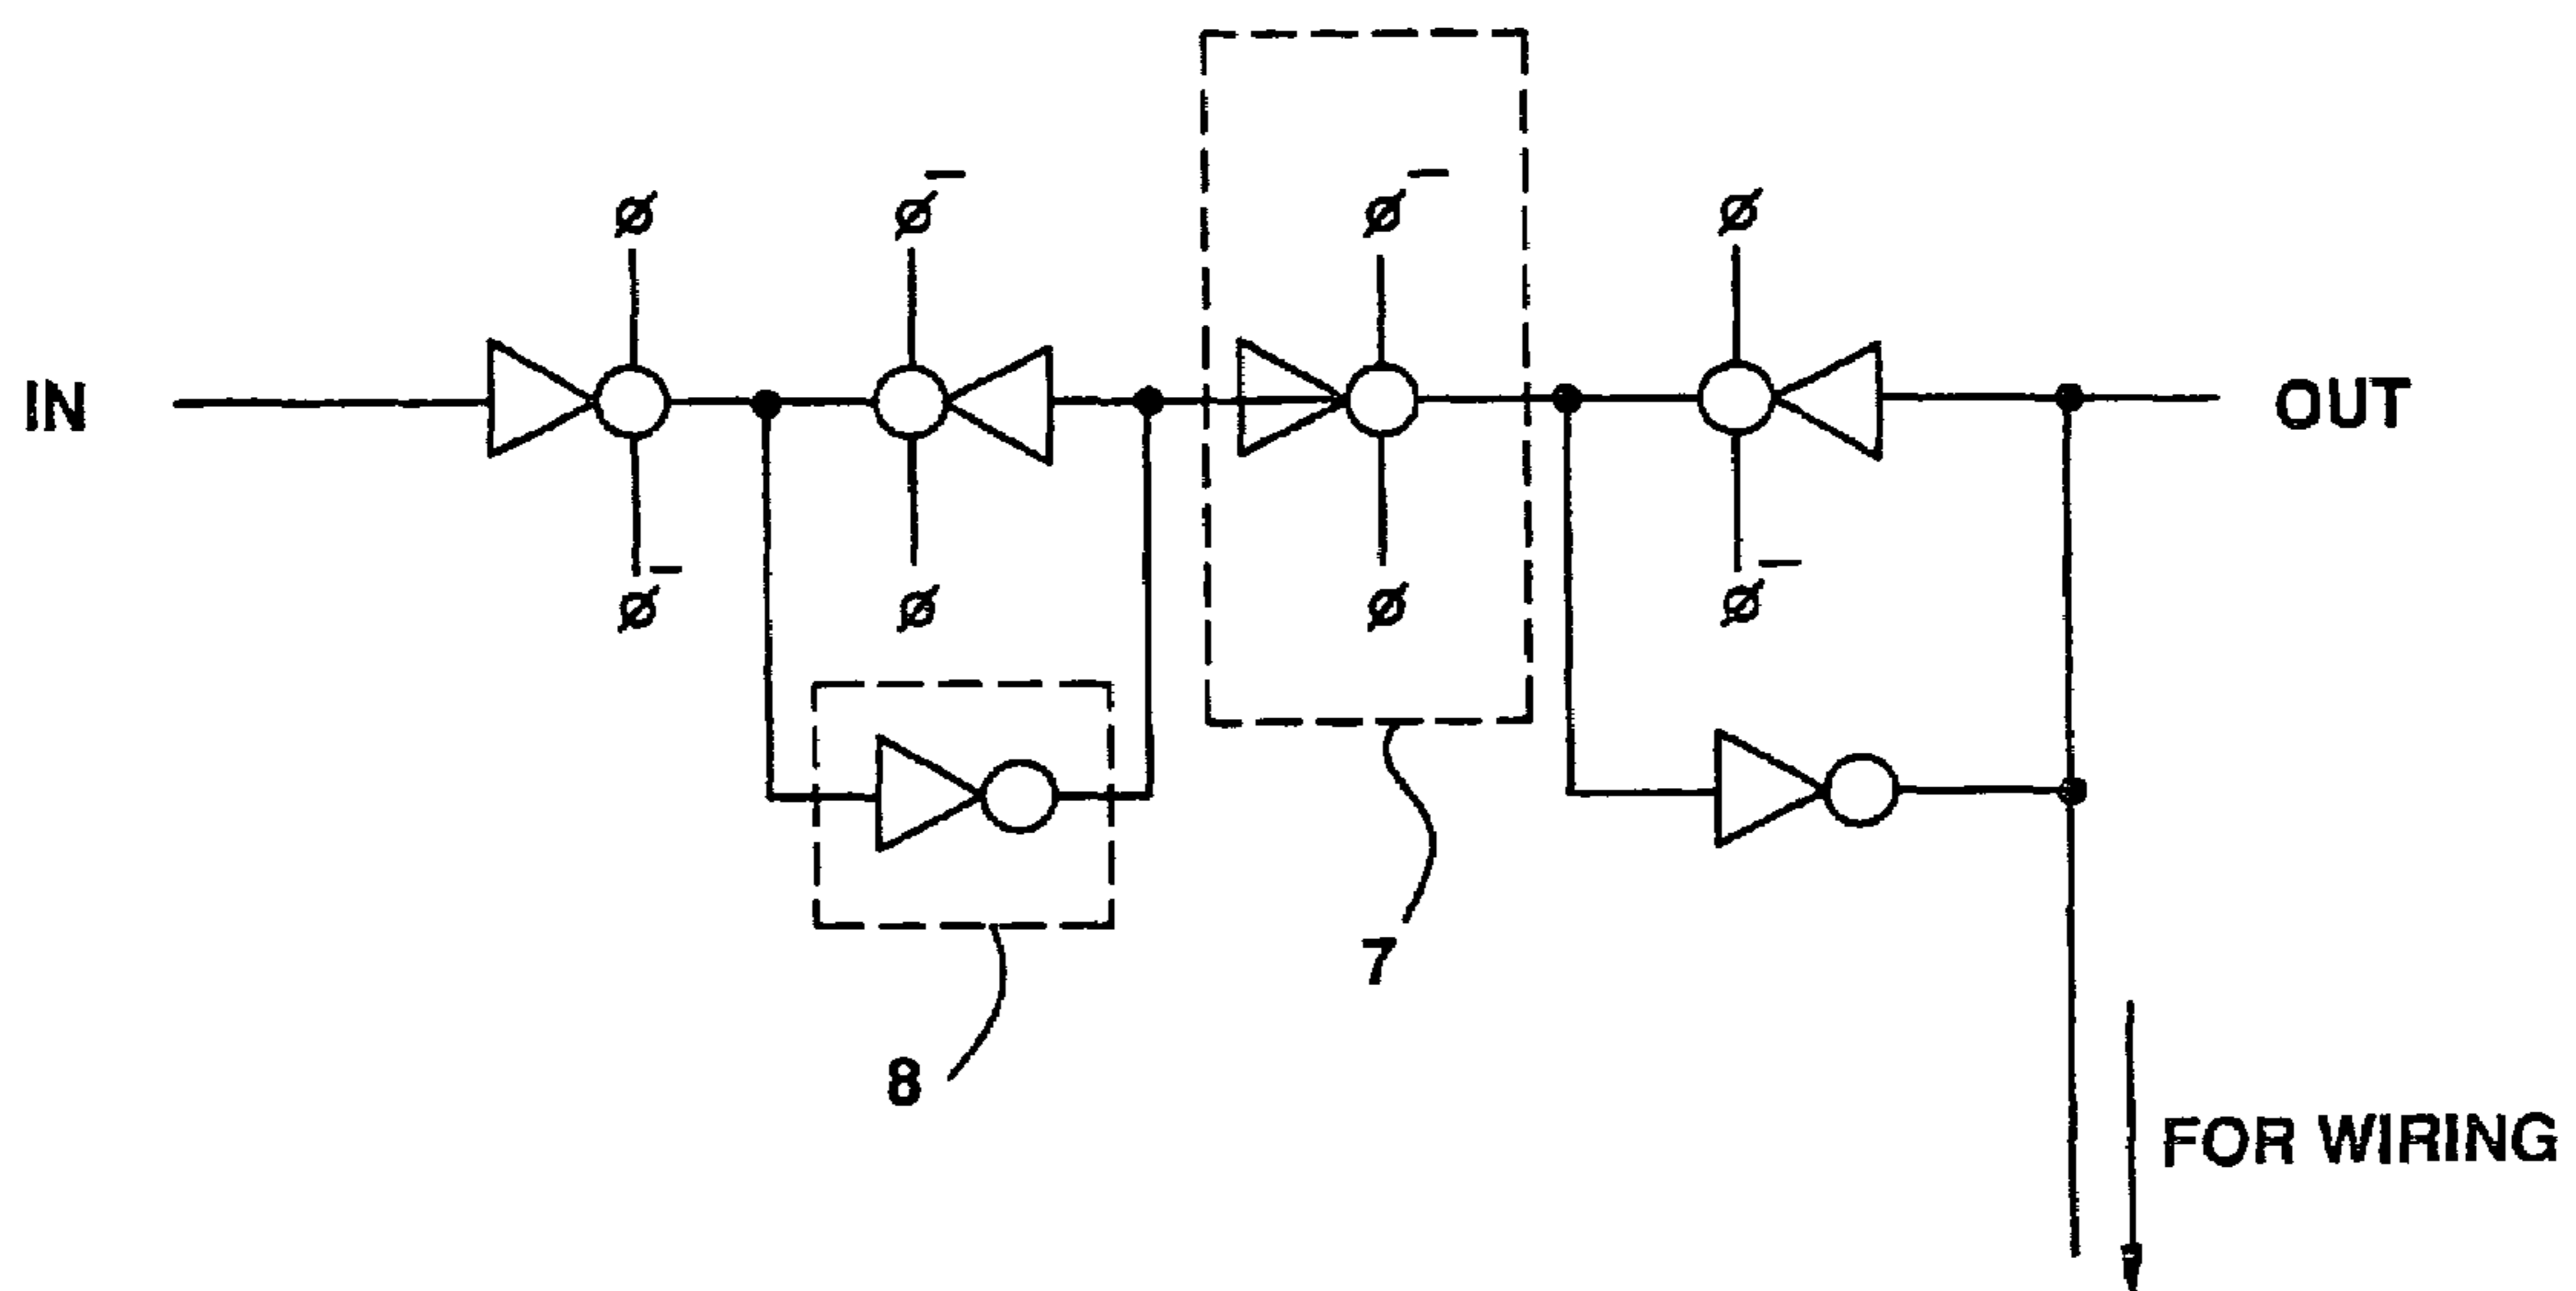 ø ø̄ ø̄ ø
IN OUT
ø̄ ø ø ø̄
7
8
FOR WIRING